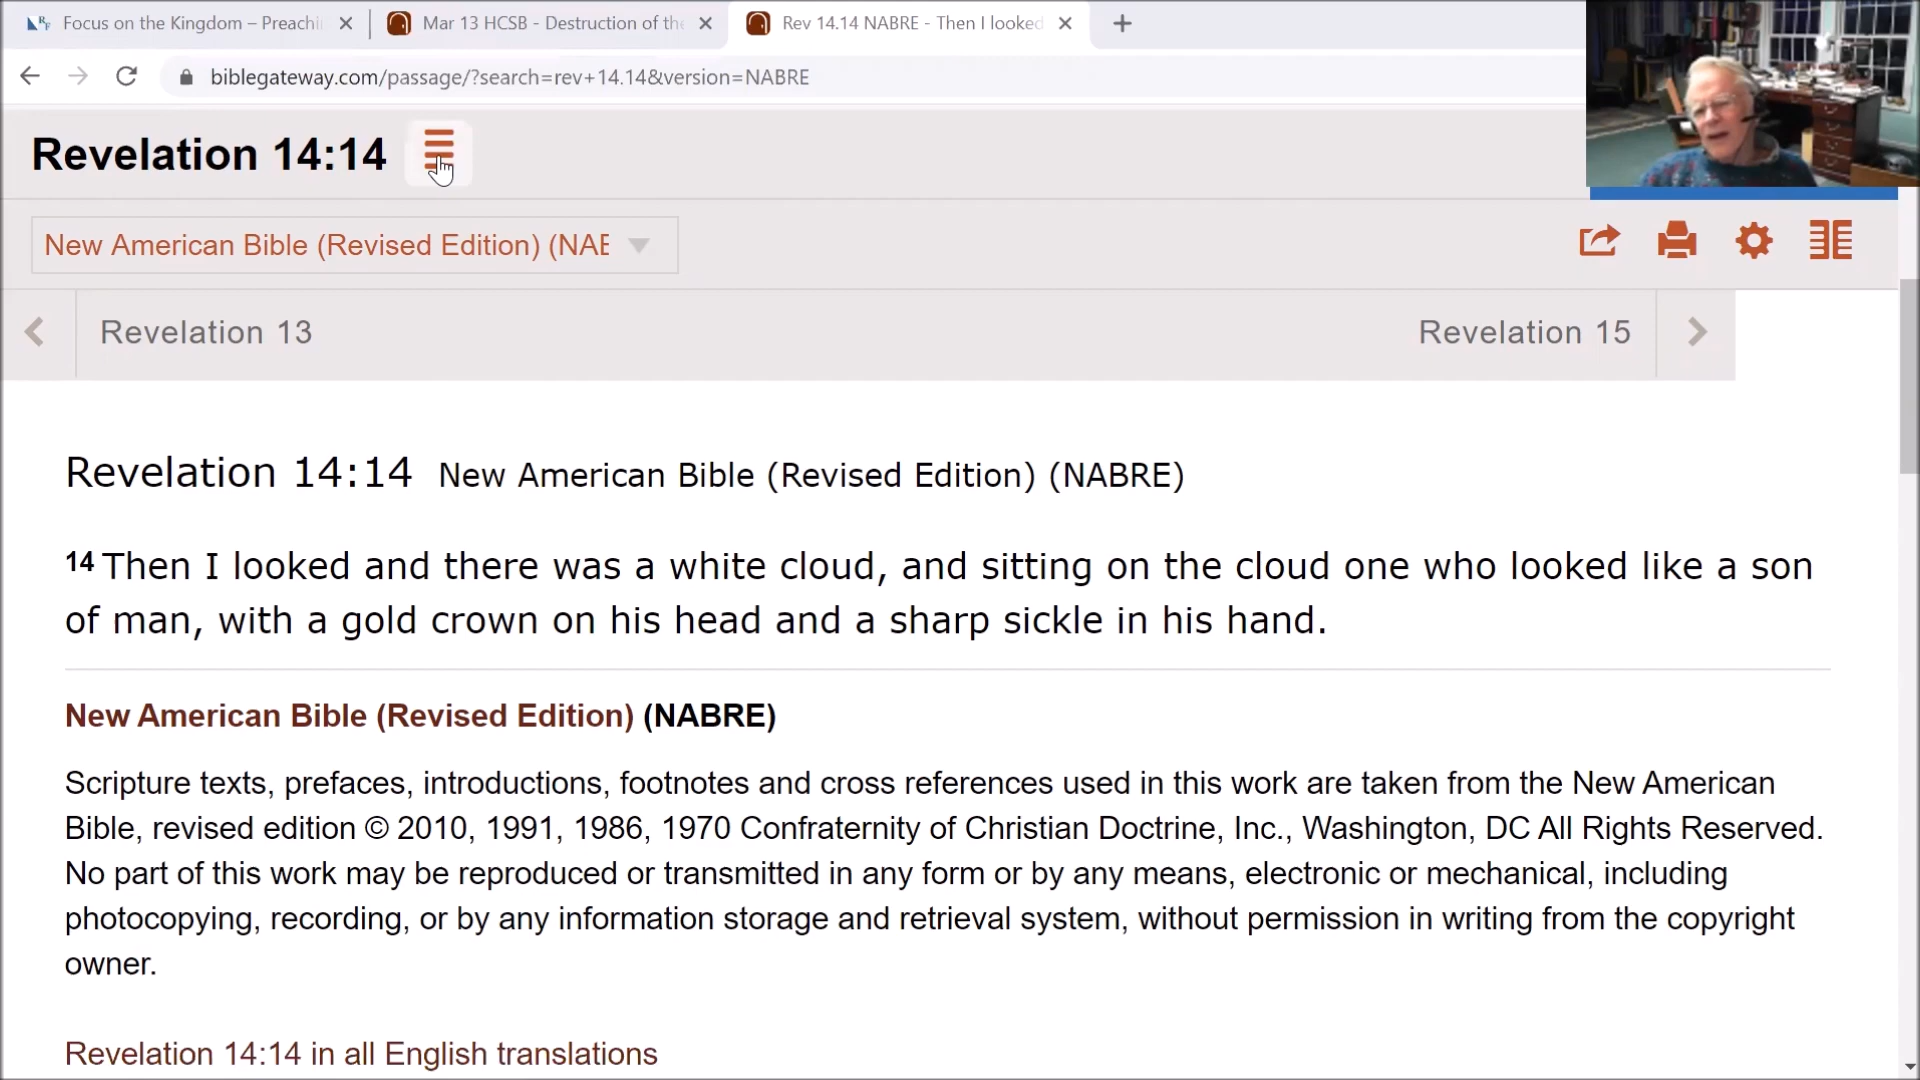 Focus on the Kingdom – Preachi
Mar 13 HCSB - Destruction of the
Rev 14.14 NABRE - Then I looked
biblegateway.com/passage/?search=rev+14.14&version=NABRE
Revelation 14:14
New American Bible (Revised Edition) (NAE
Revelation 13
Revelation 15
Revelation 14:14 New American Bible (Revised Edition) (NABRE)
14 Then I looked and there was a white cloud, and sitting on the cloud one who looked like a son
of man, with a gold crown on his head and a sharp sickle in his hand.
New American Bible (Revised Edition) (NABRE)
Scripture texts, prefaces, introductions, footnotes and cross references used in this work are taken from the New American
Bible, revised edition © 2010, 1991, 1986, 1970 Confraternity of Christian Doctrine, Inc., Washington, DC All Rights Reserved.
No part of this work may be reproduced or transmitted in any form or by any means, electronic or mechanical, including
photocopying, recording, or by any information storage and retrieval system, without permission in writing from the copyright
owner.
Revelation 14:14 in all English translations